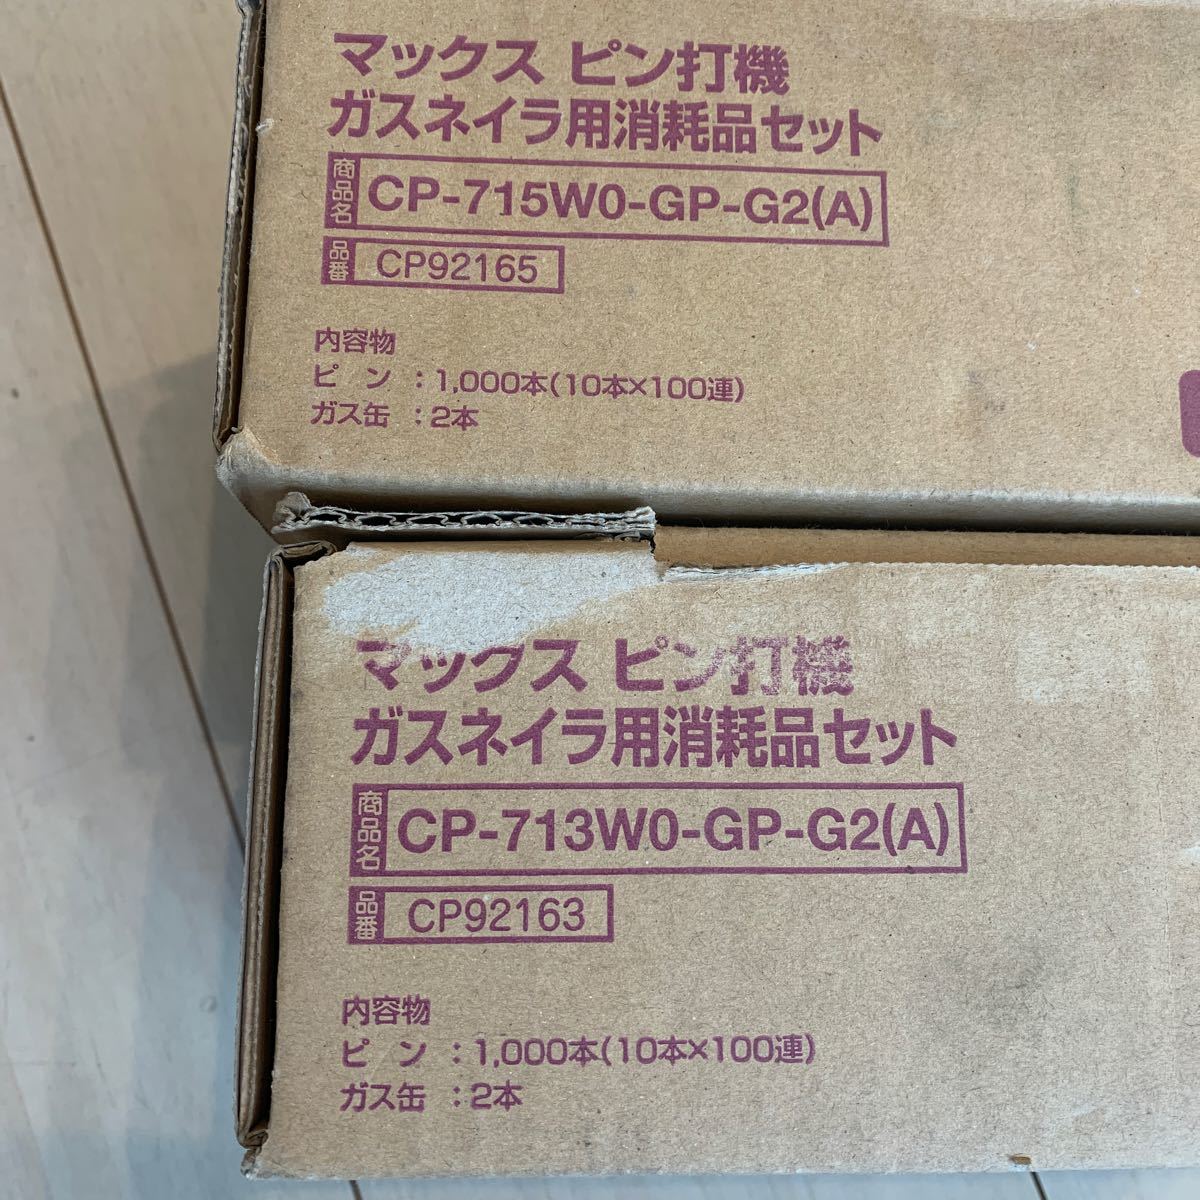 マックス ピン打機
ガスネイラ用消耗品セット
商品名 CP-715W0-GP-G2(A)
品番 CP92165
内容物
ピン :1,000本(10本×100連)
ガス缶 :2本
マックス ピン打機
ガスネイラ用消耗品セット
商品名 CP-713W0-GP-G2(A)
品番 CP92163
内容物
ピン :1,000本(10本×100連)
ガス缶 :2本